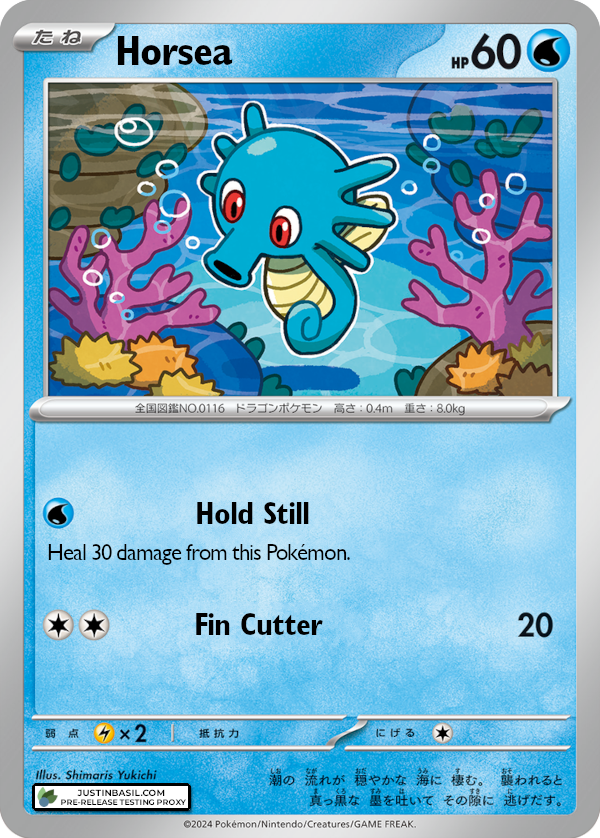 たね Horsea HP60
全国図鑑NO.0116 ドラゴンポケモン 高さ:0.4m 重さ:8.0kg
Hold Still
Heal 30 damage from this Pokémon.
Fin Cutter 20
弱点 ×2 抵抗力 にげる
Illus. Shimaris Yukichi
潮の流れが穏やかな海に棲む。襲われると
真っ黒な墨を吐いてその隙に逃げだす。
JUSTINBASIL.COM
PRE-RELEASE TESTING PROXY
©2024 Pokémon/Nintendo/Creatures/GAME FREAK.